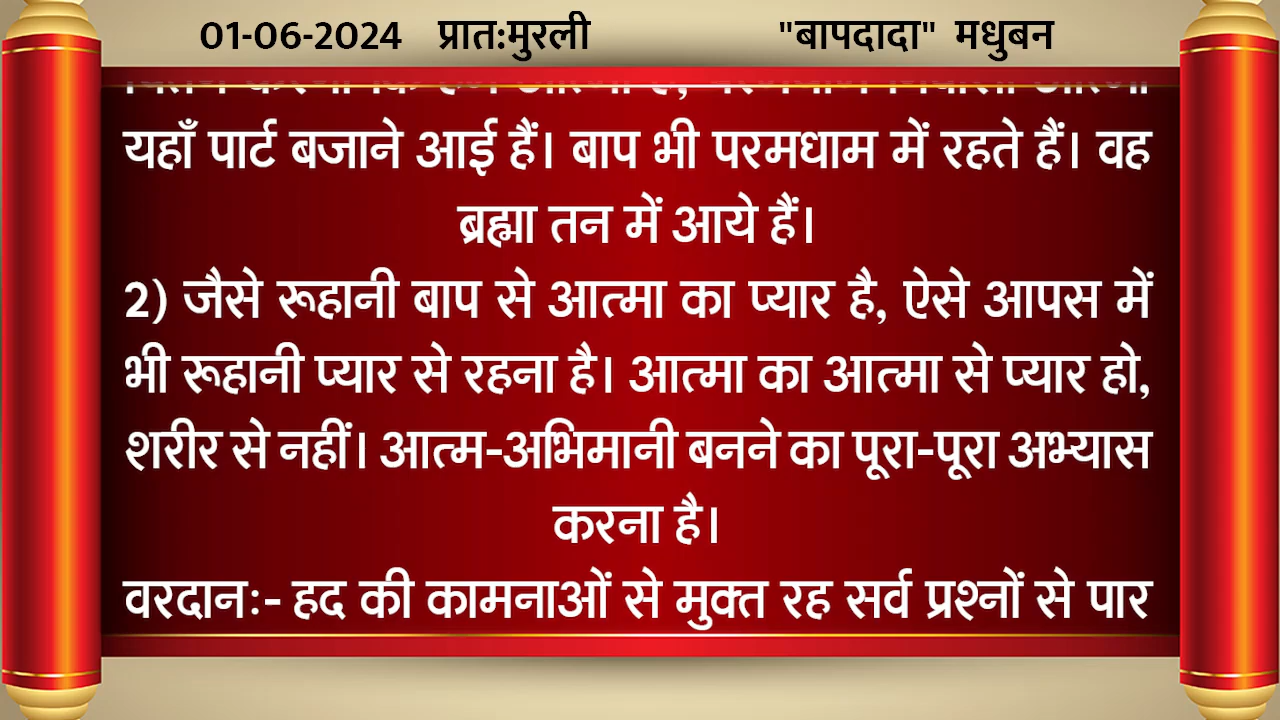 01-06-2024 प्रात:मुरली "बापदादा" मधुबन
यहाँ पार्ट बजाने आई हैं। बाप भी परमधाम में रहते हैं। वह
ब्रह्मा तन में आये हैं।
2) जैसे रूहानी बाप से आत्मा का प्यार है, ऐसे आपस में
भी रूहानी प्यार से रहना है। आत्मा का आत्मा से प्यार हो,
शरीर से नहीं। आत्म-अभिमानी बनने का पूरा-पूरा अभ्यास
करना है।
वरदानः- हद की कामनाओं से मुक्त रह सर्व प्रश्नों से पार